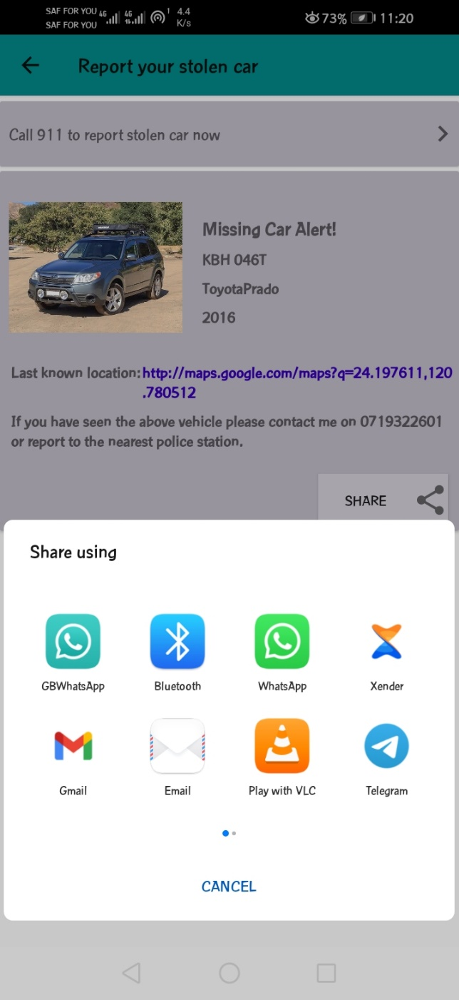 SAF FOR YOU 4G 4G 1 4.4 73% 11:20
SAF FOR YOU K/s
Report your stolen car
Call 911 to report stolen car now
Missing Car Alert!
KBH 046T
ToyotaPrado
2016
Last known location: http://maps.google.com/maps?q=24.197611,120
.780512
If you have seen the above vehicle please contact me on 0719322601
or report to the nearest police station.
SHARE
Share using
GBWhatsApp Bluetooth WhatsApp Xender
Gmail Email Play with VLC Telegram
CANCEL